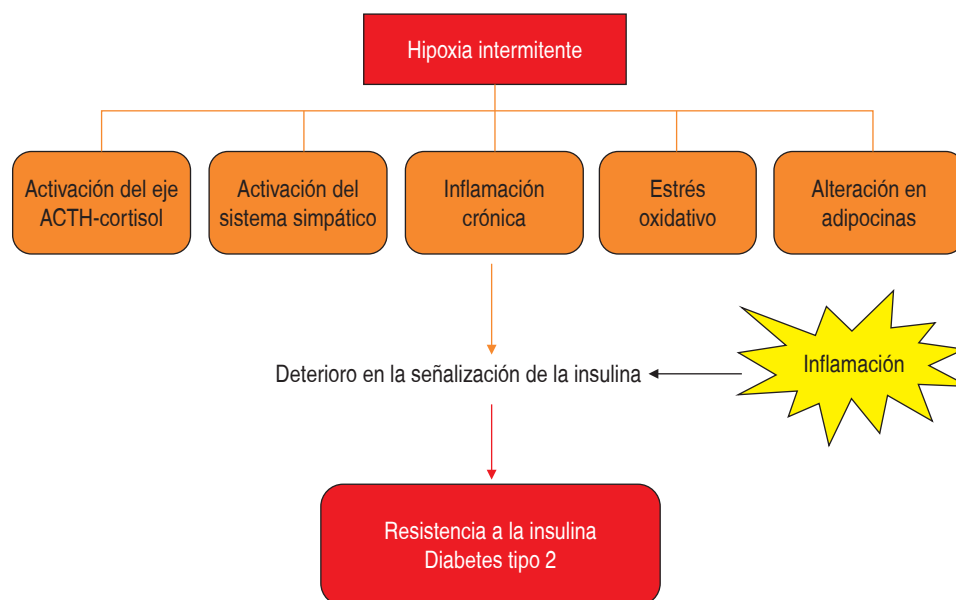 Hipoxia intermitente
Activación del eje
ACTH-cortisol
Activación del
sistema simpático
Inflamación
crónica
Estrés
oxidativo
Alteración en
adipocinas
Deterioro en la señalización de la insulina
Inflamación
Resistencia a la insulina
Diabetes tipo 2